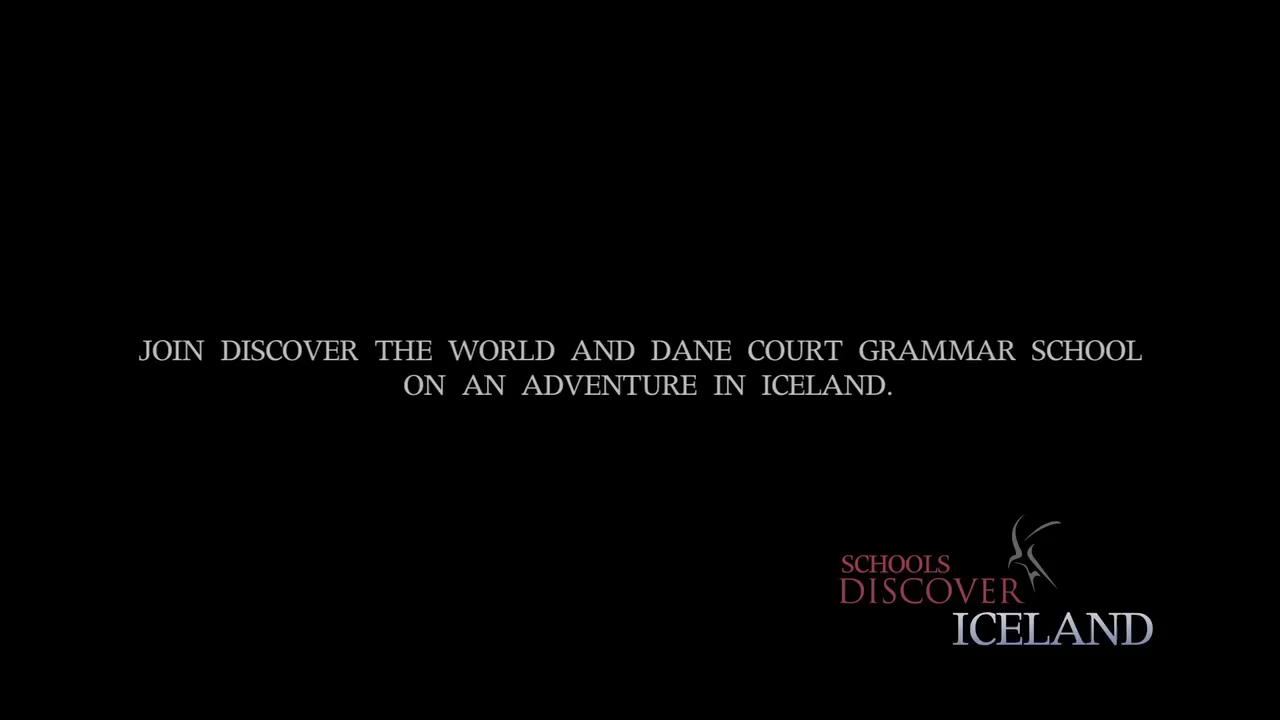 JOIN DISCOVER THE WORLD AND DANE COURT GRAMMAR SCHOOL
ON AN ADVENTURE IN ICELAND.
SCHOOLS
DISCOVER
ICELAND